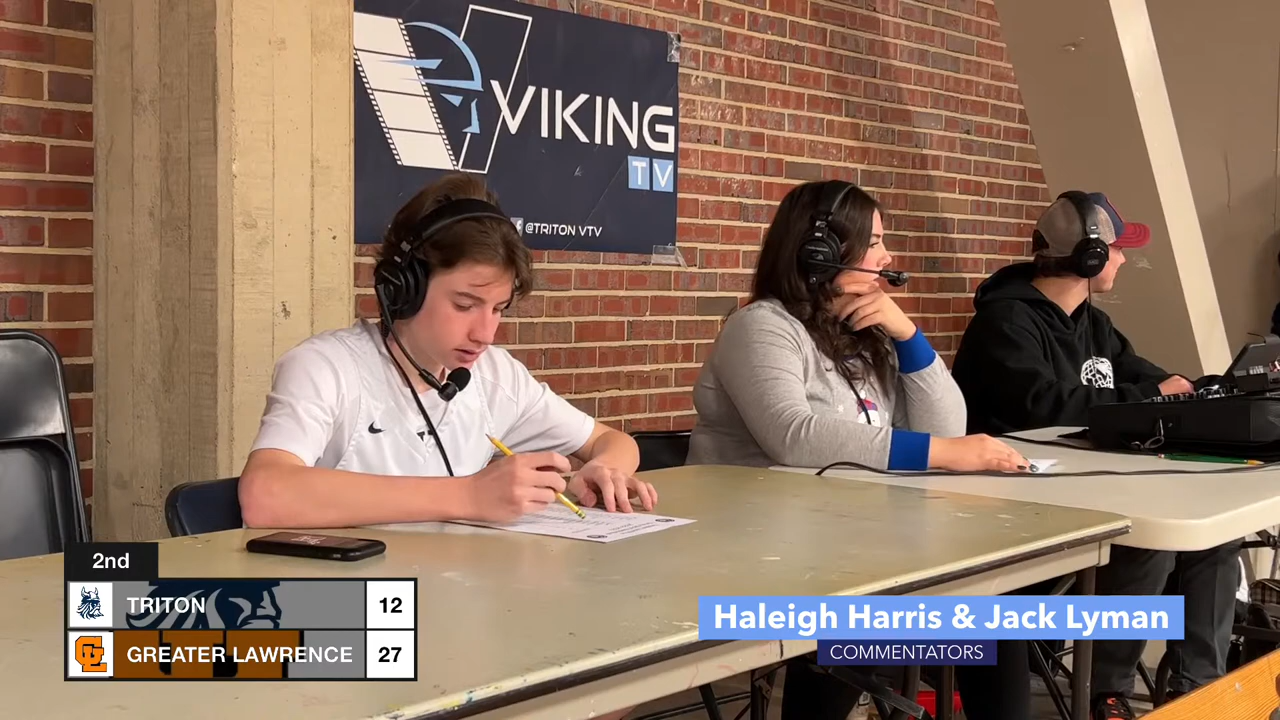 VIKING
TV
@TRITON VTV
2nd
TRITON 12
GREATER LAWRENCE 27
Haleigh Harris & Jack Lyman
COMMENTATORS